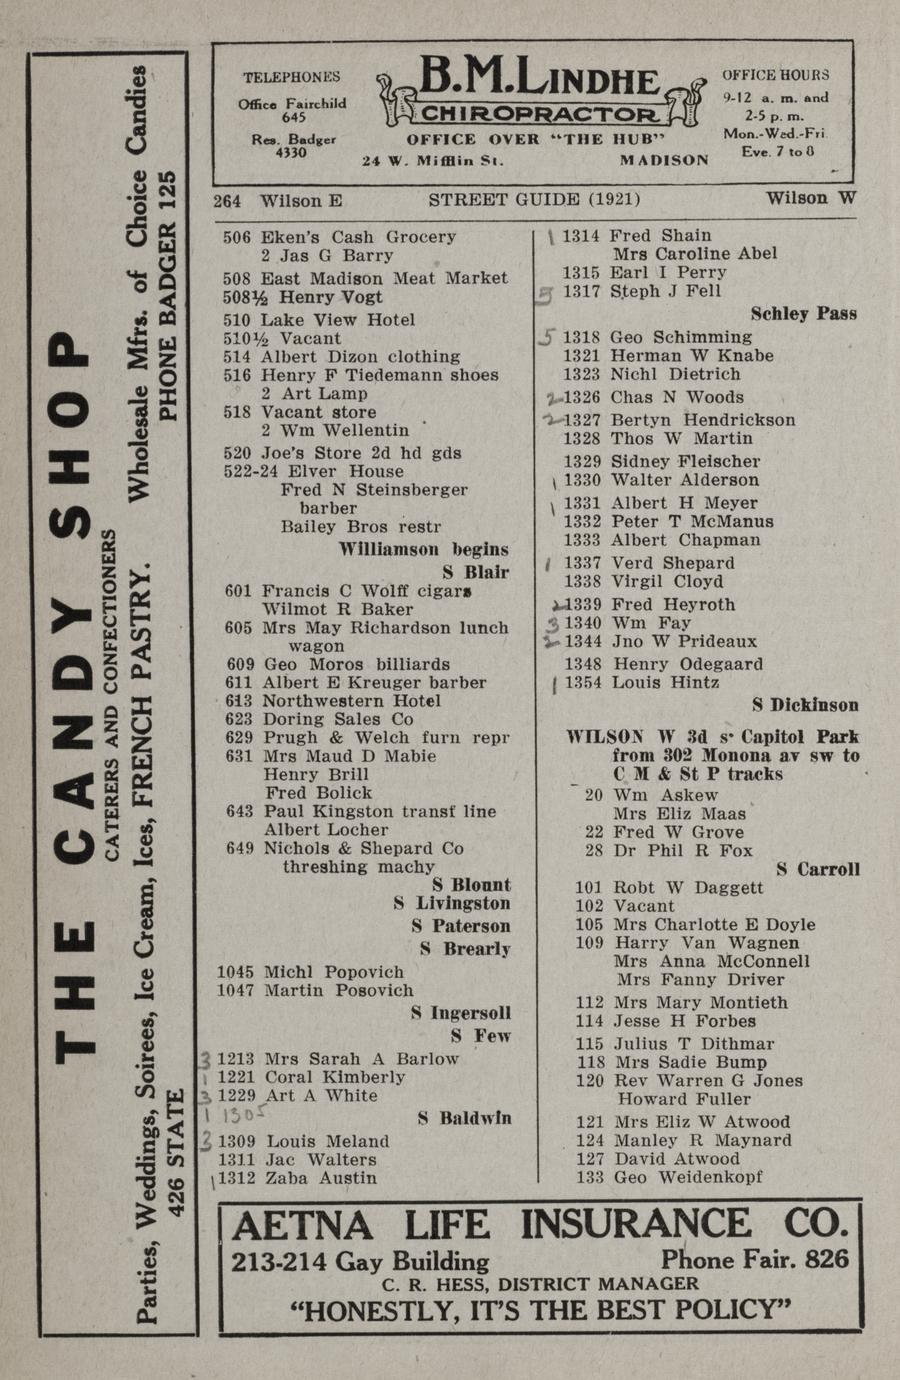 TELEPHONES
Office Fairchild
645
Res. Badger
4330
B.M.LINDHE
CHIROPRACTOR
OFFICE OVER "THE HUB"
24 W. Mifflin St. MADISON
OFFICE HOURS
9-12 a. m. and
2-5 p. m.
Mon.-Wed.-Fri.
Eve. 7 to 8
264 Wilson E STREET GUIDE (1921) Wilson W
THE CANDY SHOP
CATERERS AND CONFECTIONERS
Parties, Weddings, Soirees, Ice Cream, Ices, FRENCH PASTRY. Wholesale Mfrs. of Choice Candies
426 STATE PHONE BADGER 125
506 Eken's Cash Grocery
2 Jas G Barry
508 East Madison Meat Market
508½ Henry Vogt
510 Lake View Hotel
510½ Vacant
514 Albert Dizon clothing
516 Henry F Tiedemann shoes
2 Art Lamp
518 Vacant store
2 Wm Wellentin
520 Joe's Store 2d hd gds
522-24 Elver House
Fred N Steinsberger
barber
Bailey Bros restr
Williamson begins
S Blair
601 Francis C Wolff cigars
Wilmot R Baker
605 Mrs May Richardson lunch
wagon
609 Geo Moros billiards
611 Albert E Kreuger barber
613 Northwestern Hotel
623 Doring Sales Co
629 Prugh & Welch furn repr
631 Mrs Maud D Mabie
Henry Brill
Fred Bolick
643 Paul Kingston transf line
Albert Locher
649 Nichols & Shepard Co
threshing machy
S Blount
S Livingston
S Paterson
S Brearly
1045 Michl Popovich
1047 Martin Posovich
S Ingersoll
S Few
3 1213 Mrs Sarah A Barlow
1 1221 Coral Kimberly
3 1229 Art A White
1 1305 S Baldwin
3 1309 Louis Meland
1311 Jac Walters
1 1312 Zaba Austin
1 1314 Fred Shain
Mrs Caroline Abel
1315 Earl I Perry
1317 Steph J Fell
Schley Pass
5 1318 Geo Schimming
1321 Herman W Knabe
1323 Nichl Dietrich
2 1326 Chas N Woods
2 1327 Bertyn Hendrickson
1328 Thos W Martin
1329 Sidney Fleischer
1 1330 Walter Alderson
1 1331 Albert H Meyer
1332 Peter T McManus
1333 Albert Chapman
1 1337 Verd Shepard
1338 Virgil Cloyd
2 1339 Fred Heyroth
3 1340 Wm Fay
2 1344 Jno W Prideaux
1348 Henry Odegaard
1 1354 Louis Hintz
S Dickinson
WILSON W 3d s Capitol Park
from 302 Monona av sw to
C M & St P tracks
20 Wm Askew
Mrs Eliz Maas
22 Fred W Grove
28 Dr Phil R Fox
S Carroll
101 Robt W Daggett
102 Vacant
105 Mrs Charlotte E Doyle
109 Harry Van Wagnen
Mrs Anna McConnell
Mrs Fanny Driver
112 Mrs Mary Montieth
114 Jesse H Forbes
115 Julius T Dithmar
118 Mrs Sadie Bump
120 Rev Warren G Jones
Howard Fuller
121 Mrs Eliz W Atwood
124 Manley R Maynard
127 David Atwood
133 Geo Weidenkopf
AETNA LIFE INSURANCE CO.
213-214 Gay Building Phone Fair. 826
C. R. HESS, DISTRICT MANAGER
"HONESTLY, IT'S THE BEST POLICY"